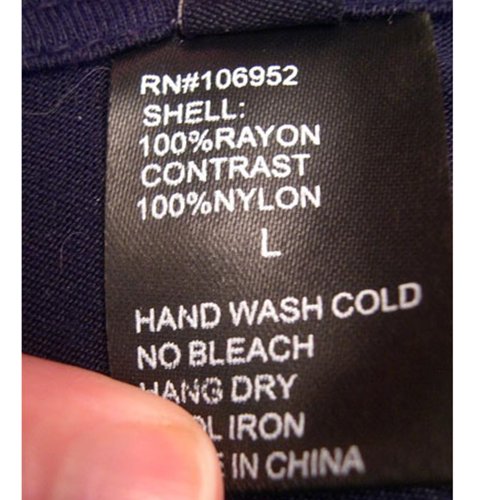 RN#106952
SHELL:
100%RAYON
CONTRAST
100%NYLON
L
HAND WASH COLD
NO BLEACH
HANG DRY
IRON
IN CHINA